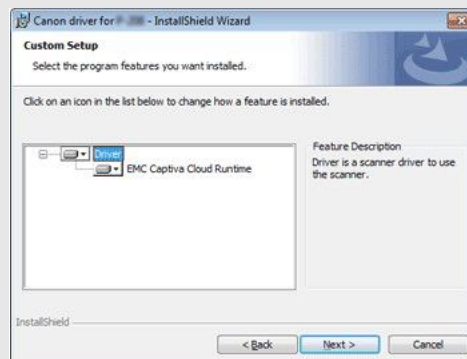 Canon driver for - InstallShield Wizard
Custom Setup
Select the program features you want installed.
Click on an icon in the list below to change how a feature is installed.
Driver
EMC Captiva Cloud Runtime
Feature Description
Driver is a scanner driver to use
the scanner.
InstallShield
< Back
Next >
Cancel